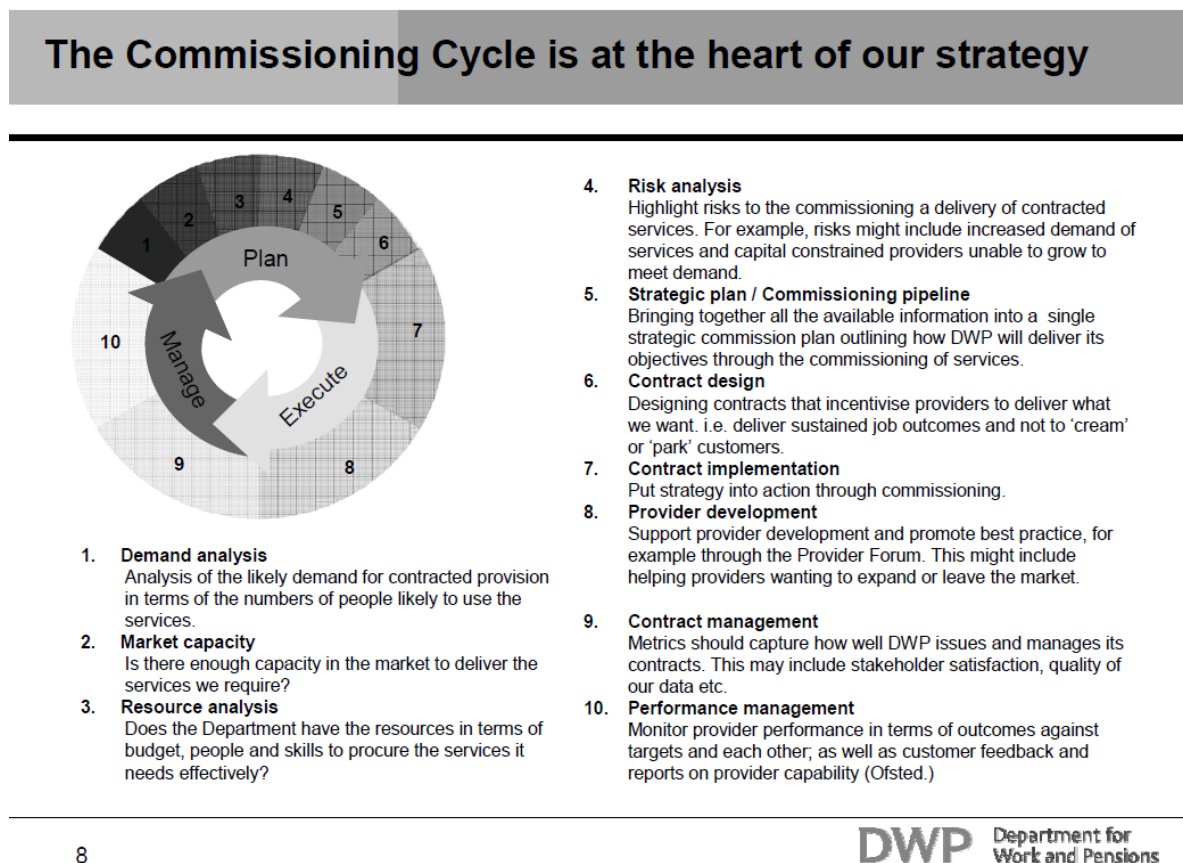 The Commissioning Cycle is at the heart of our strategy
1
2
3
4
5
6
7
8
9
10
Plan
Execute
Manage
1. Demand analysis
Analysis of the likely demand for contracted provision
in terms of the numbers of people likely to use the
services.
2. Market capacity
Is there enough capacity in the market to deliver the
services we require?
3. Resource analysis
Does the Department have the resources in terms of
budget, people and skills to procure the services it
needs effectively?
4. Risk analysis
Highlight risks to the commissioning a delivery of contracted
services. For example, risks might include increased demand of
services and capital constrained providers unable to grow to
meet demand.
5. Strategic plan / Commissioning pipeline
Bringing together all the available information into a single
strategic commission plan outlining how DWP will deliver its
objectives through the commissioning of services.
6. Contract design
Designing contracts that incentivise providers to deliver what
we want. i.e. deliver sustained job outcomes and not to ‘cream’
or ‘park’ customers.
7. Contract implementation
Put strategy into action through commissioning.
8. Provider development
Support provider development and promote best practice, for
example through the Provider Forum. This might include
helping providers wanting to expand or leave the market.
9. Contract management
Metrics should capture how well DWP issues and manages its
contracts. This may include stakeholder satisfaction, quality of
our data etc.
10. Performance management
Monitor provider performance in terms of outcomes against
targets and each other; as well as customer feedback and
reports on provider capability (Ofsted.)
8
DWP Department for
Work and Pensions